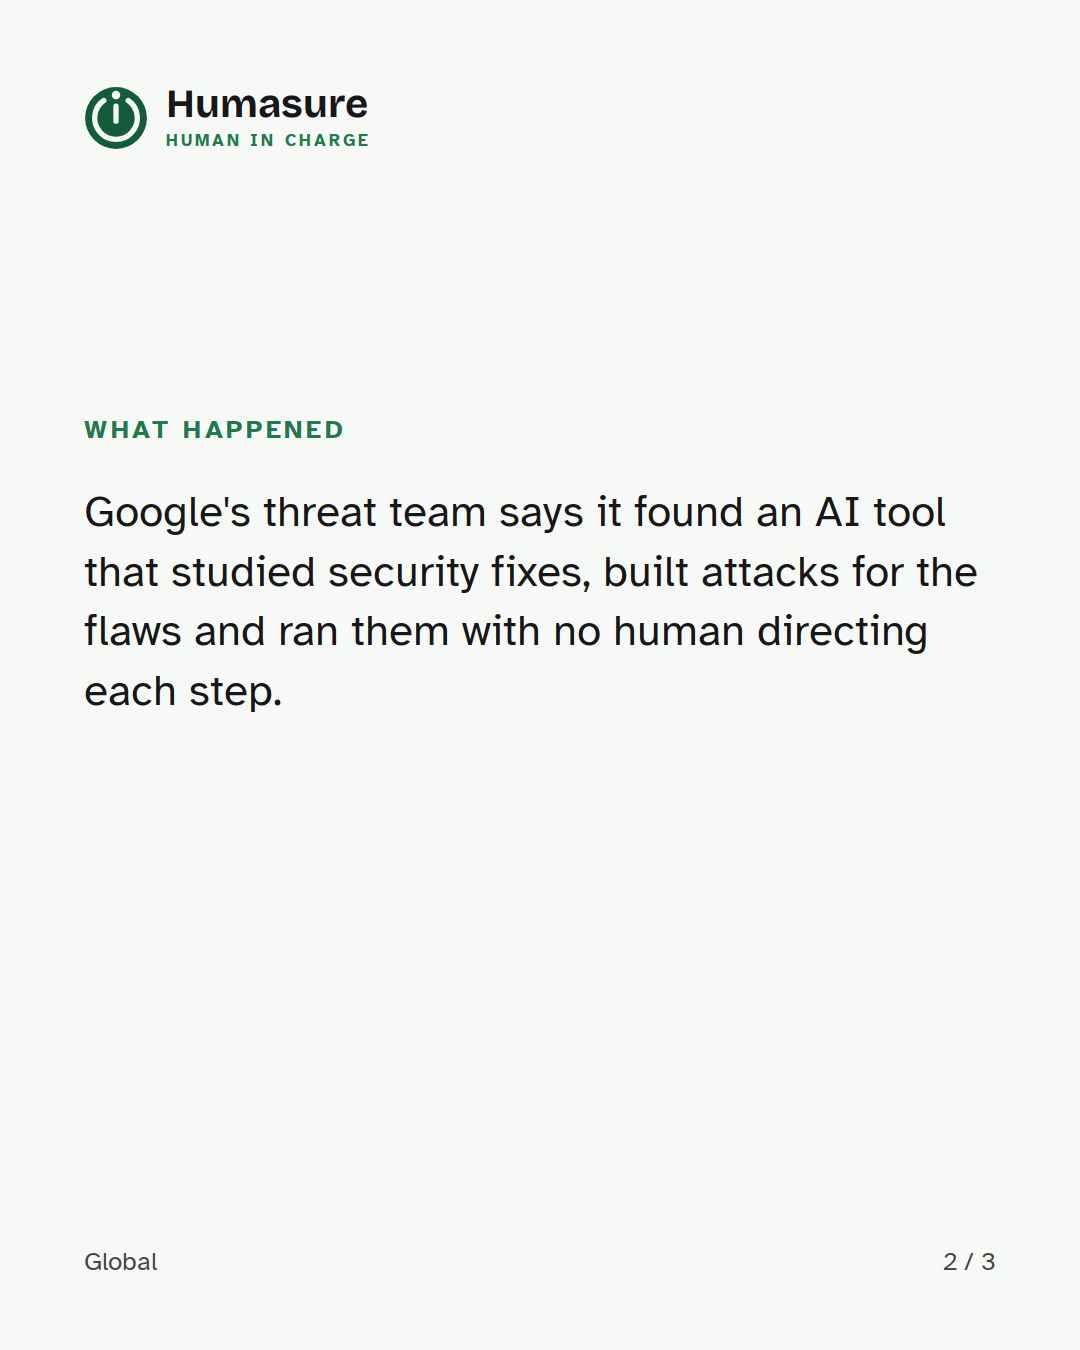 Humasure
HUMAN IN CHARGE
WHAT HAPPENED
Google's threat team says it found an AI tool
that studied security fixes, built attacks for the
flaws and ran them with no human directing
each step.
Global
2 / 3